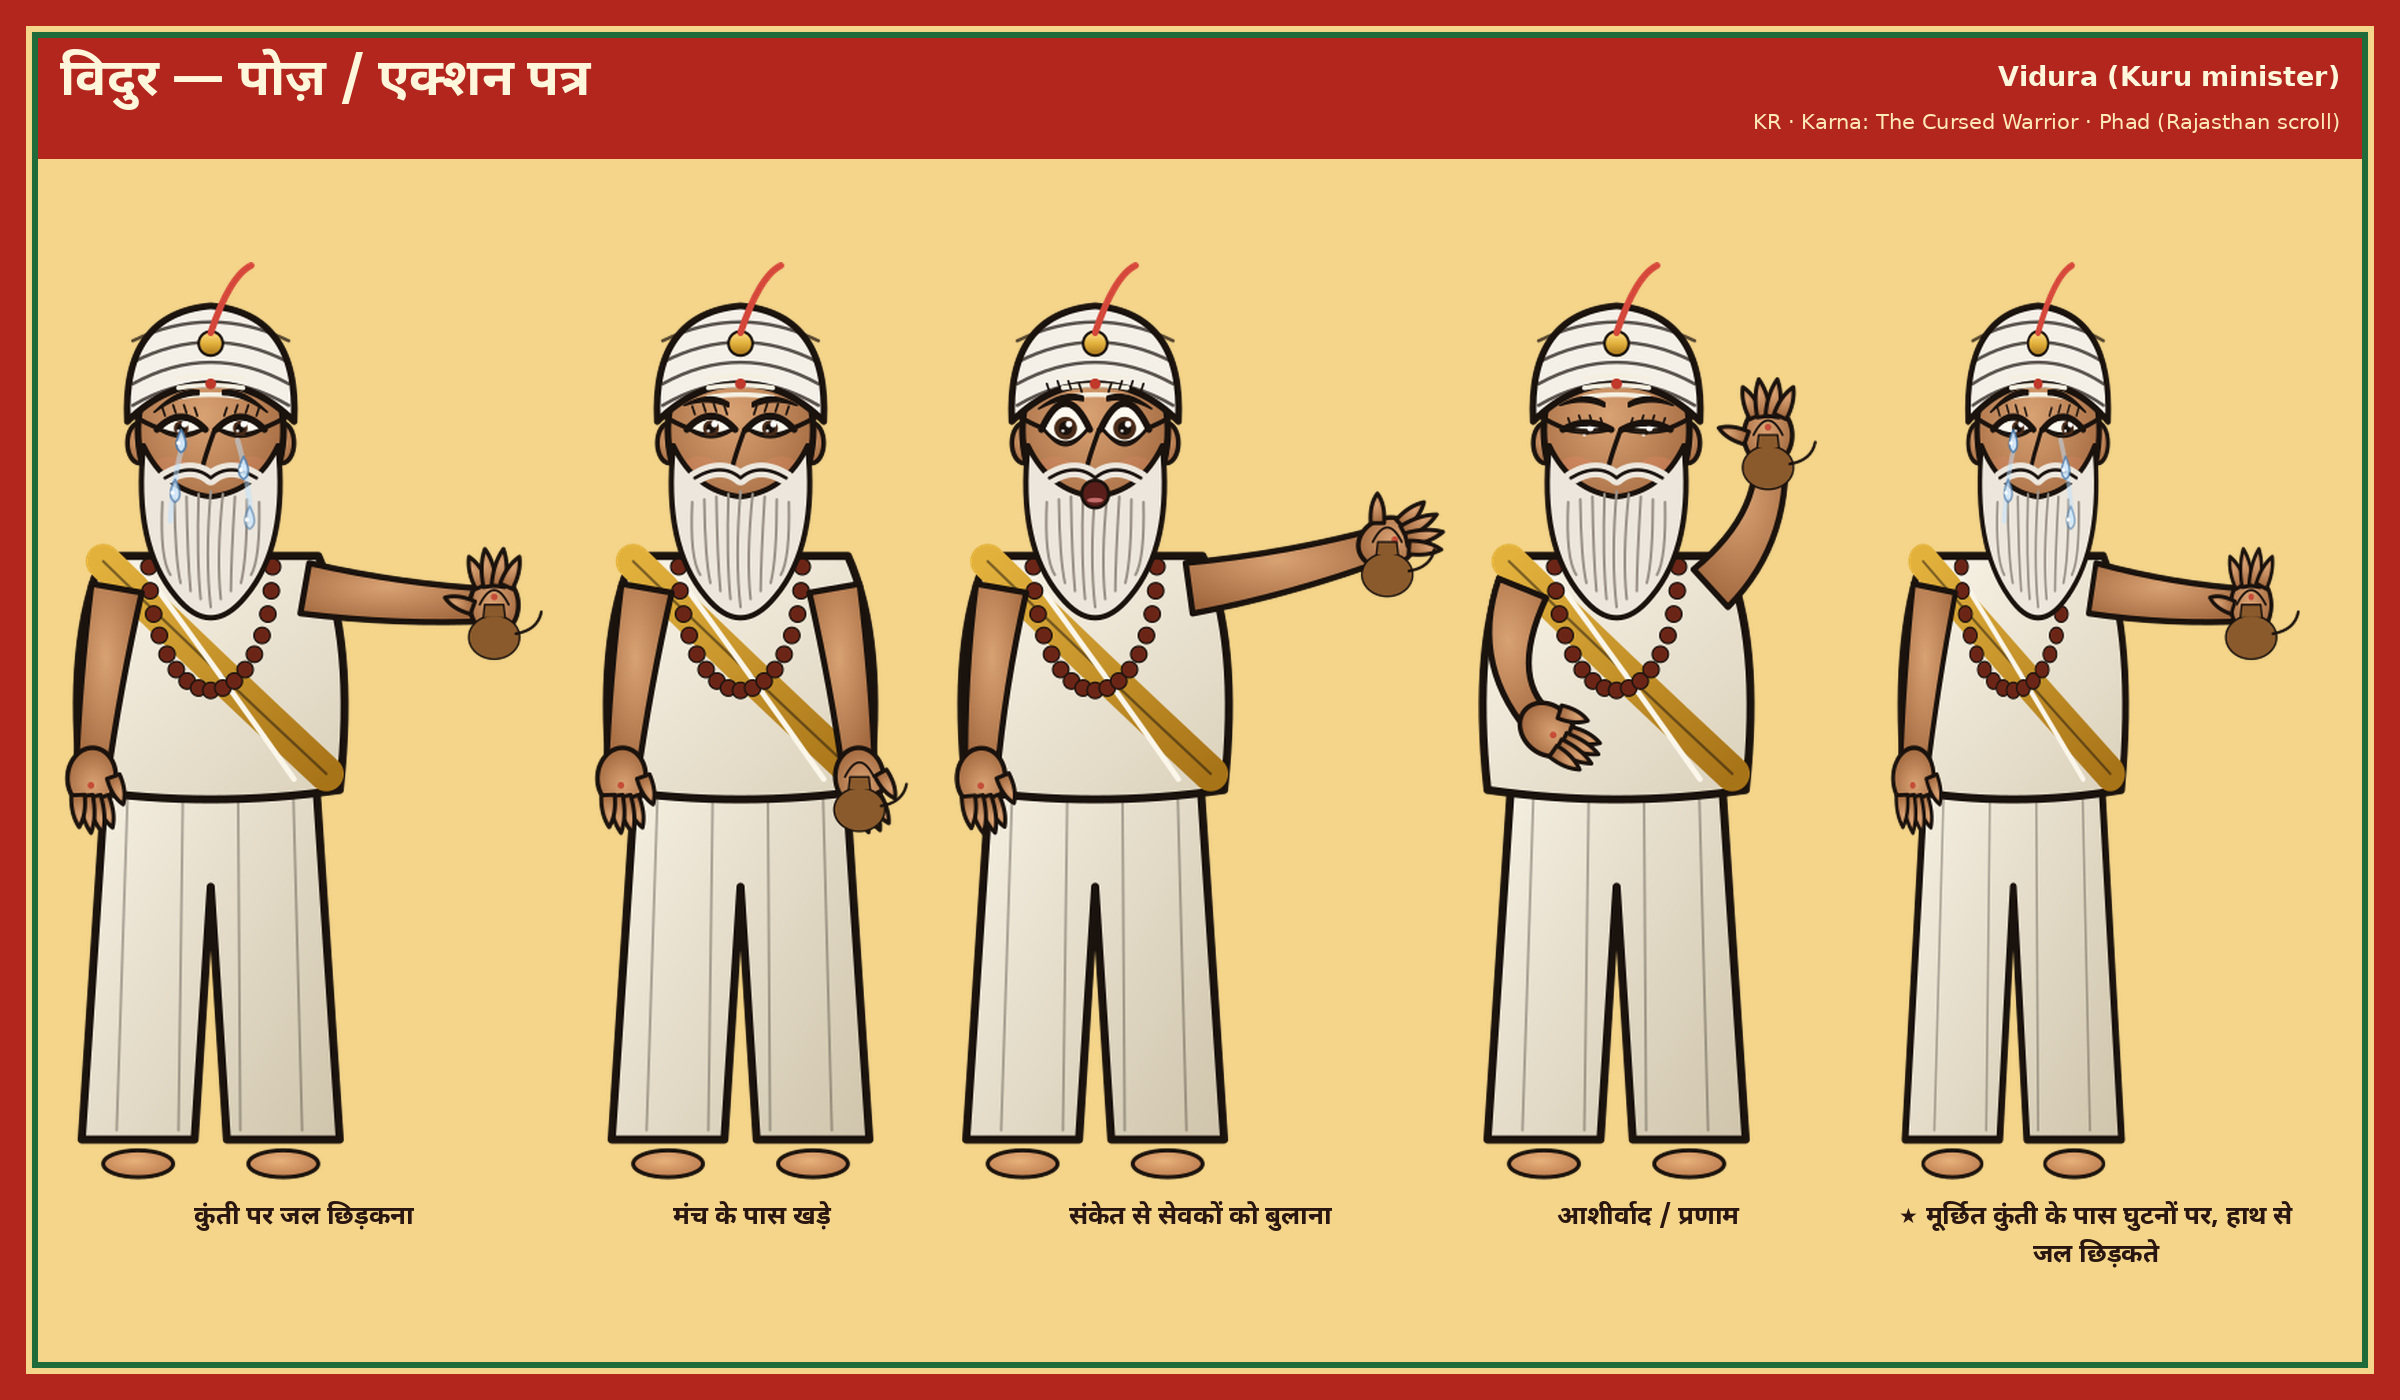 विदुर — पोज़ / एक्शन पत्र
Vidura (Kuru minister)
KR · Karna: The Cursed Warrior · Phad (Rajasthan scroll)
कुंती पर जल छिड़कना
मंच के पास खड़े
संकेत से सेवकों को बुलाना
आशीर्वाद / प्रणाम
★ मूर्छित कुंती के पास घुटनों पर, हाथ से
जल छिड़कते